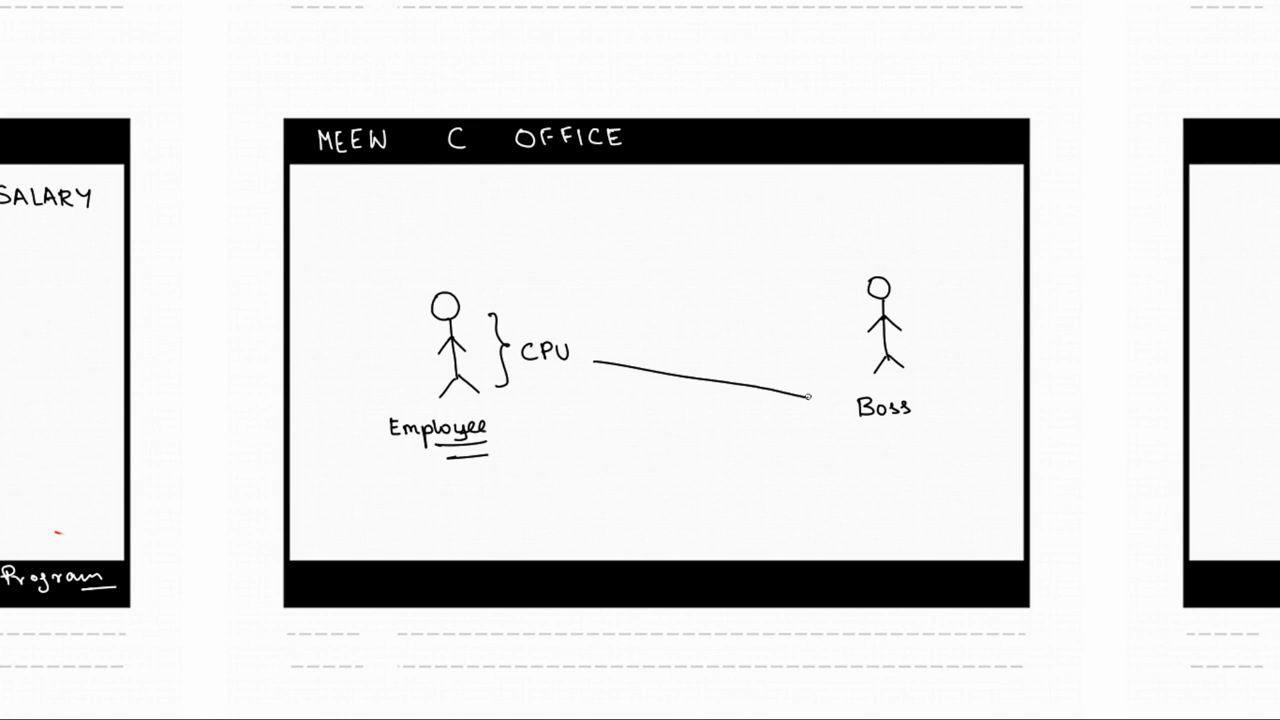 MEEW C OFFICE
SALARY
CPU
Employee
Boss
Program